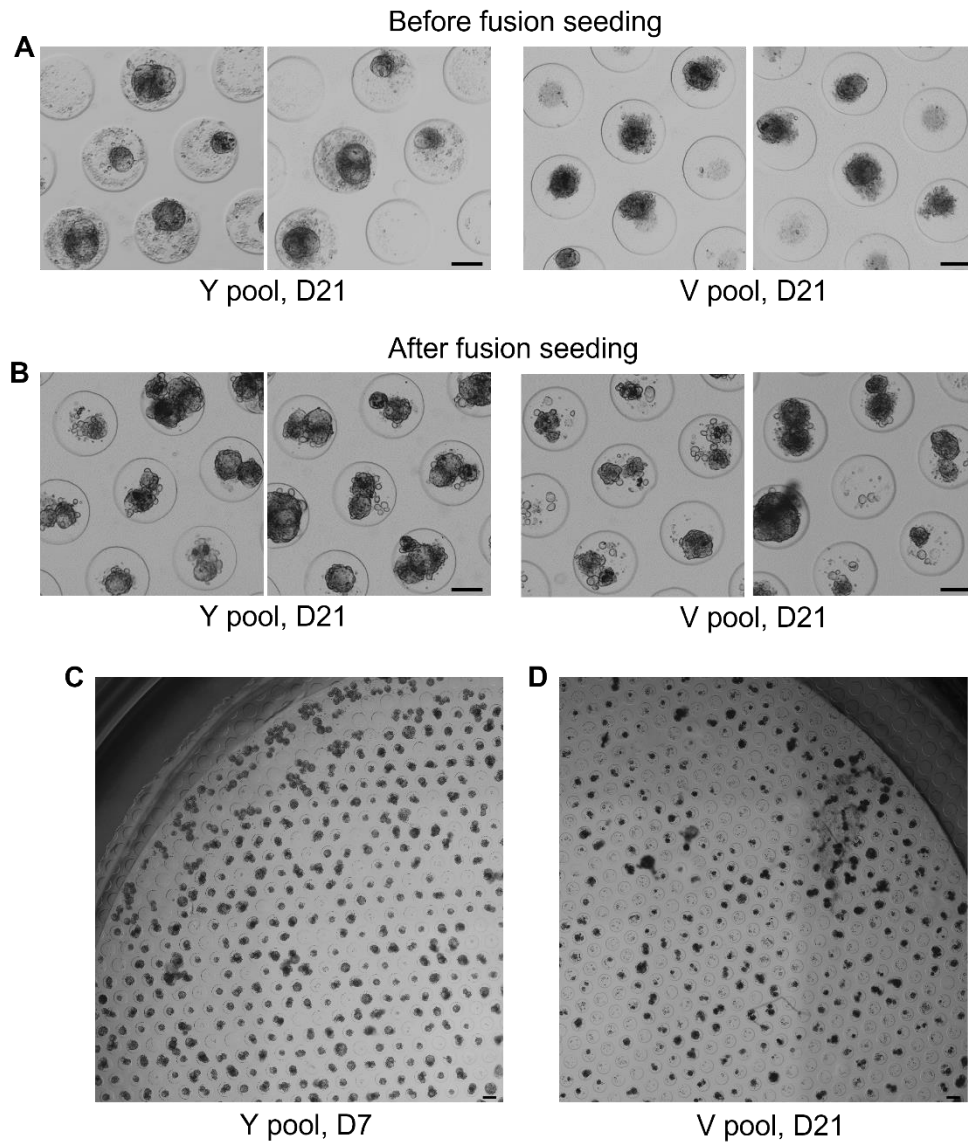 Before fusion seeding
A
Y pool, D21
V pool, D21
After fusion seeding
B
Y pool, D21
V pool, D21
C
D
Y pool, D7
V pool, D21